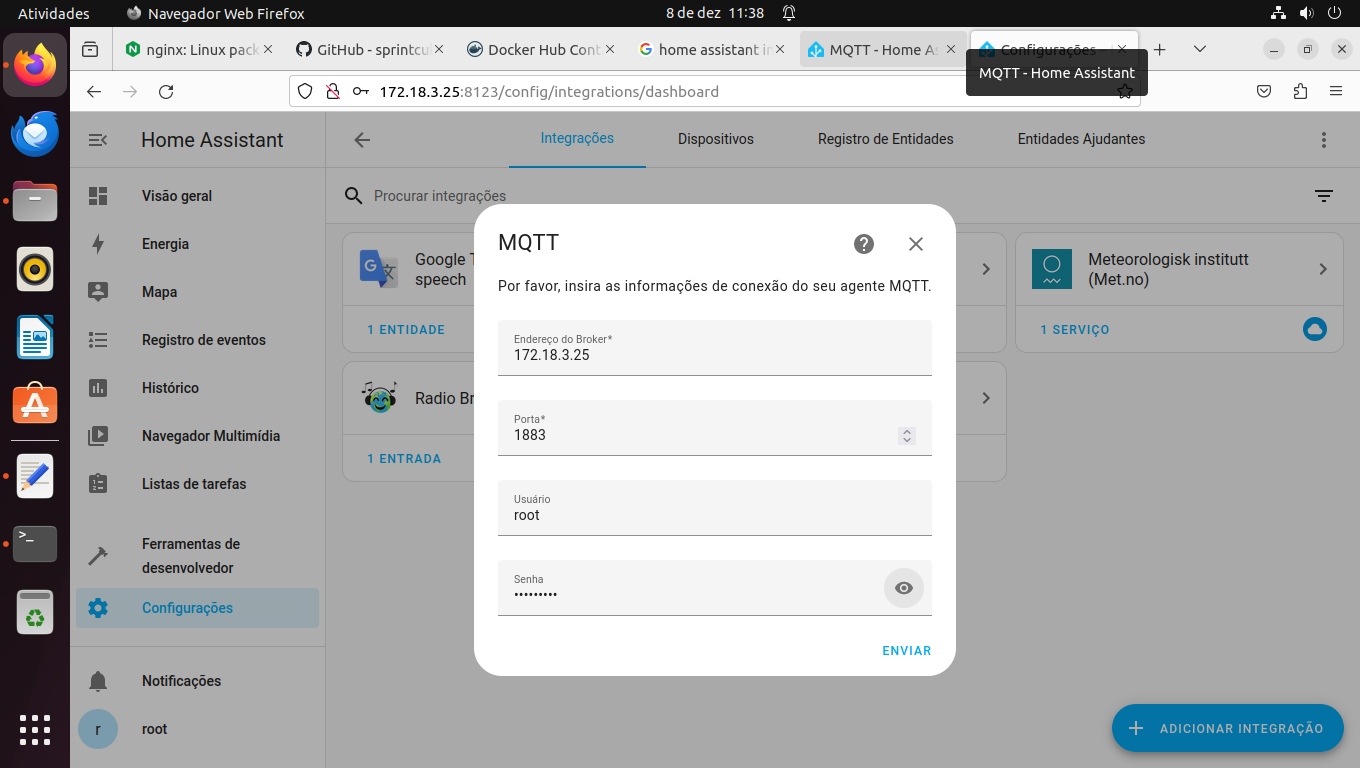 Atividades
Navegador Web Firefox
8 de dez 11:38
nginx: Linux pack
GitHub - sprintcu
Docker Hub Cont
home assistant in
MQTT - Home As
Configurações
MQTT - Home Assistant
172.18.3.25:8123/config/integrations/dashboard
Home Assistant
Integrações
Dispositivos
Registro de Entidades
Entidades Ajudantes
Visão geral
Energia
Mapa
Registro de eventos
Histórico
Navegador Multimídia
Listas de tarefas
Ferramentas de
desenvolvedor
Configurações
Notificações
r
root
Procurar integrações
Google T
speech
1 ENTIDADE
Radio Br
1 ENTRADA
Meteorologisk institutt
(Met.no)
1 SERVIÇO
MQTT
Por favor, insira as informações de conexão do seu agente MQTT.
Endereço do Broker*
172.18.3.25
Porta*
1883
Usuário
root
Senha
•••••••••
ENVIAR
ADICIONAR INTEGRAÇÃO